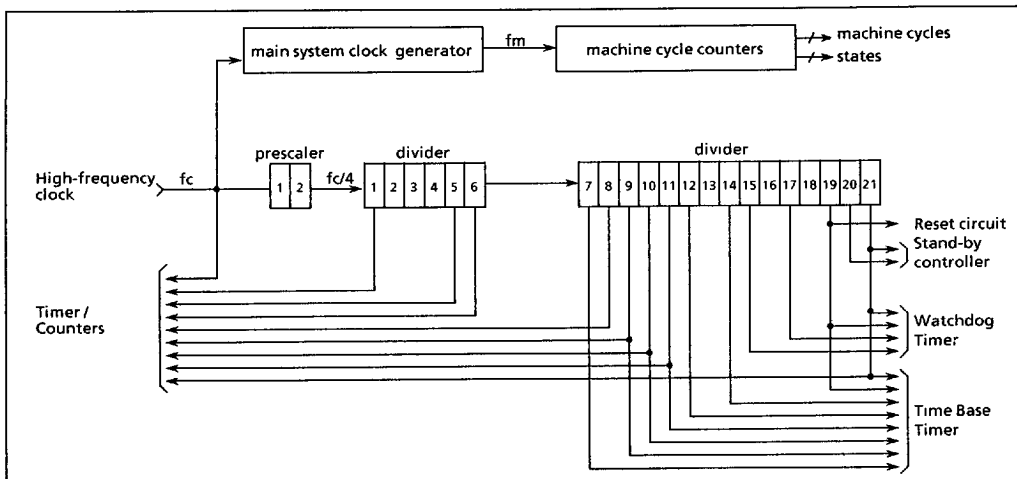 main system clock generator
fm
machine cycle counters
machine cycles
states
prescaler
divider
divider
High-frequency
clock
fc
1 2
fc/4
1 2 3 4 5 6
7 8 9 10 11 12 13 14 15 16 17 18 19 20 21
Reset circuit
Stand-by
controller
Timer /
Counters
Watchdog
Timer
Time Base
Timer